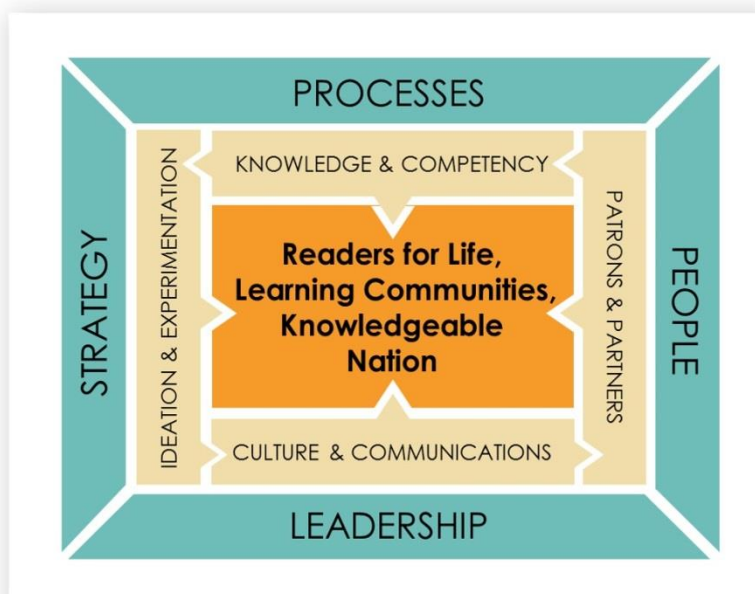 PROCESSES
KNOWLEDGE & COMPETENCY
STRATEGY
IDEATION & EXPERIMENTATION
Readers for Life,
Learning Communities,
Knowledgeable
Nation
PATRONS & PARTNERS
PEOPLE
CULTURE & COMMUNICATIONS
LEADERSHIP